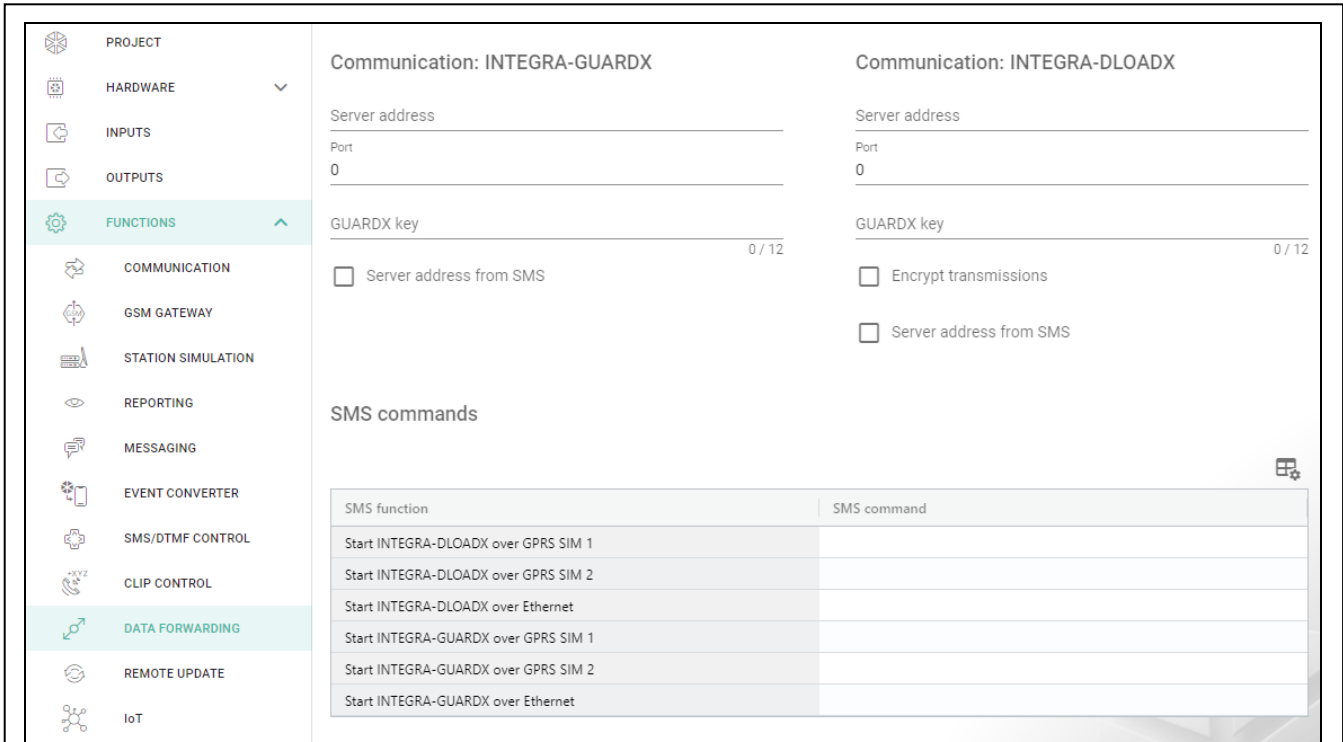 PROJECT
HARDWARE
INPUTS
OUTPUTS
FUNCTIONS
COMMUNICATION
GSM
GSM GATEWAY
STATION SIMULATION
REPORTING
MESSAGING
EVENT CONVERTER
SMS/DTMF CONTROL
+XYZ
CLIP CONTROL
DATA FORWARDING
REMOTE UPDATE
IoT
Communication: INTEGRA-GUARDX
Server address
Port
0
GUARDX key
0 / 12
Server address from SMS
Communication: INTEGRA-DLOADX
Server address
Port
0
GUARDX key
0 / 12
Encrypt transmissions
Server address from SMS
SMS commands
SMS function SMS command
Start INTEGRA-DLOADX over GPRS SIM 1
Start INTEGRA-DLOADX over GPRS SIM 2
Start INTEGRA-DLOADX over Ethernet
Start INTEGRA-GUARDX over GPRS SIM 1
Start INTEGRA-GUARDX over GPRS SIM 2
Start INTEGRA-GUARDX over Ethernet